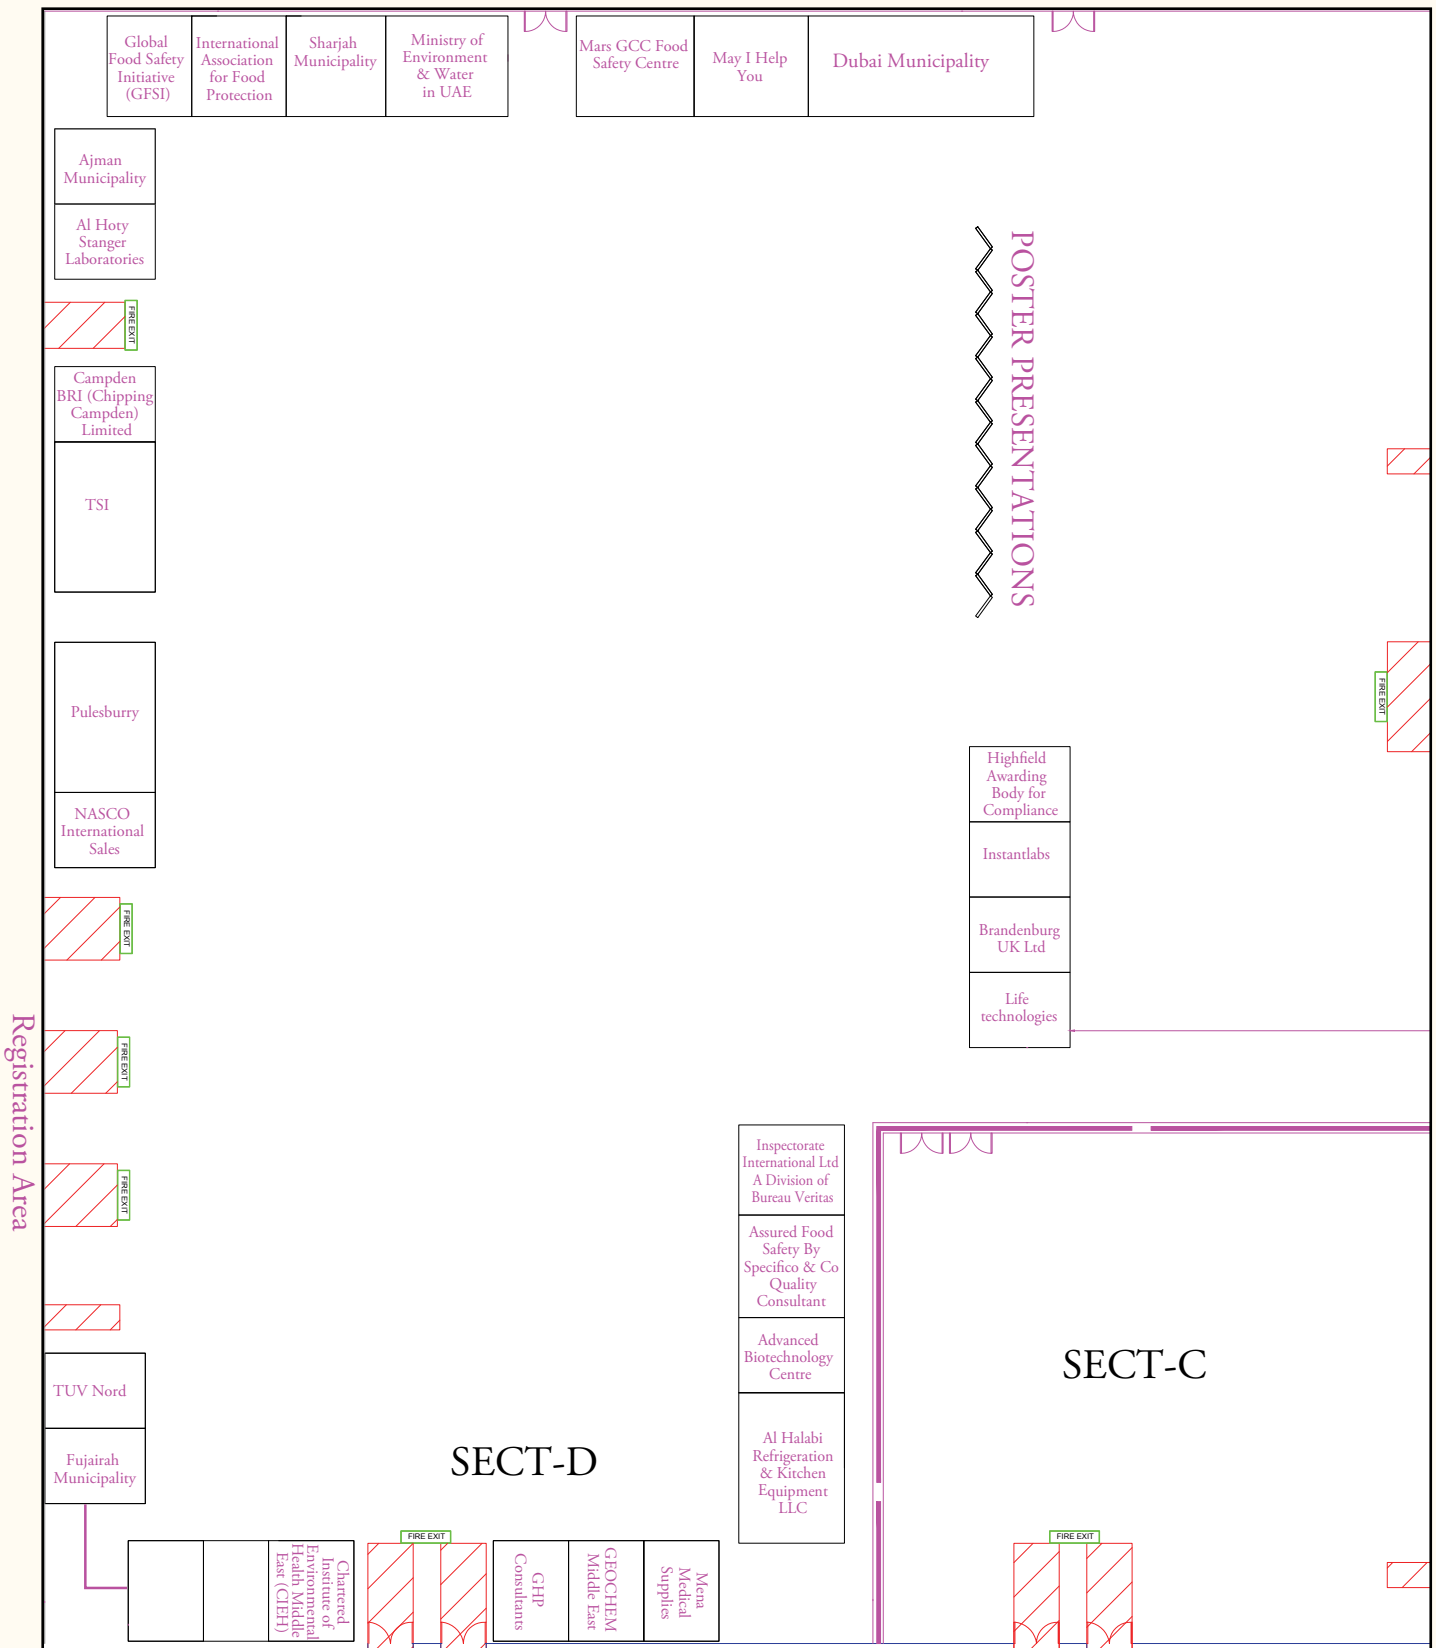 Global
Food Safety
Initiative
(GFSI)
International
Association
for Food
Protection
Sharjah
Municipality
Ministry of
Environment
& Water
in UAE
Mars GCC Food
Safety Centre
May I Help
You
Dubai Municipality
Ajman
Municipality
Al Hoty
Stanger
Laboratories
FIRE EXIT
Campden
BRI (Chipping
Campden)
Limited
TSI
POSTER PRESENTATIONS
Pulesburry
FIRE EXIT
NASCO
International
Sales
Highfield
Awarding
Body for
Compliance
Instantlabs
Brandenburg
UK Ltd
Life
technologies
FIRE EXIT
FIRE EXIT
FIRE EXIT
Registration Area
Inspectorate
International Ltd
A Division of
Bureau Veritas
Assured Food
Safety By
Specifico & Co
Quality
Consultant
Advanced
Biotechnology
Centre
Al Halabi
Refrigeration
& Kitchen
Equipment
LLC
SECT-C
TUV Nord
Fujairah
Municipality
SECT-D
Chartered
Institute of
Environmental
Health Middle
East (CIEH)
FIRE EXIT
GHP
Consultants
GEOCHEM
Middle East
Mena
Medical
Supplies
FIRE EXIT